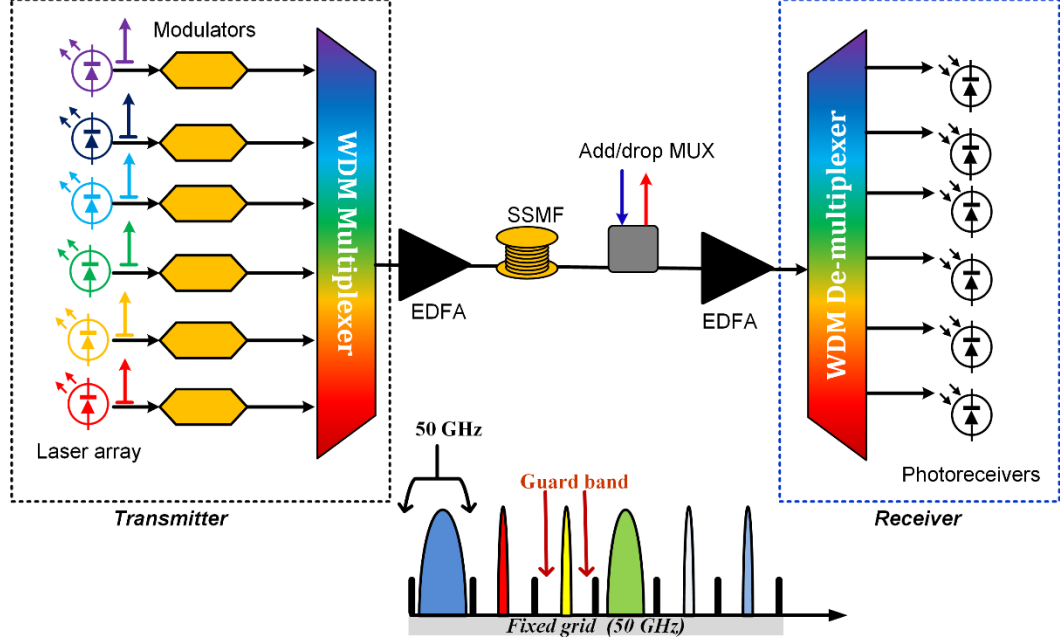 Modulators
WDM Multiplexer
Laser array
Transmitter
EDFA
SSMF
Add/drop MUX
EDFA
WDM De-multiplexer
Photoreceivers
Receiver
50 GHz
Guard band
Fixed grid (50 GHz)